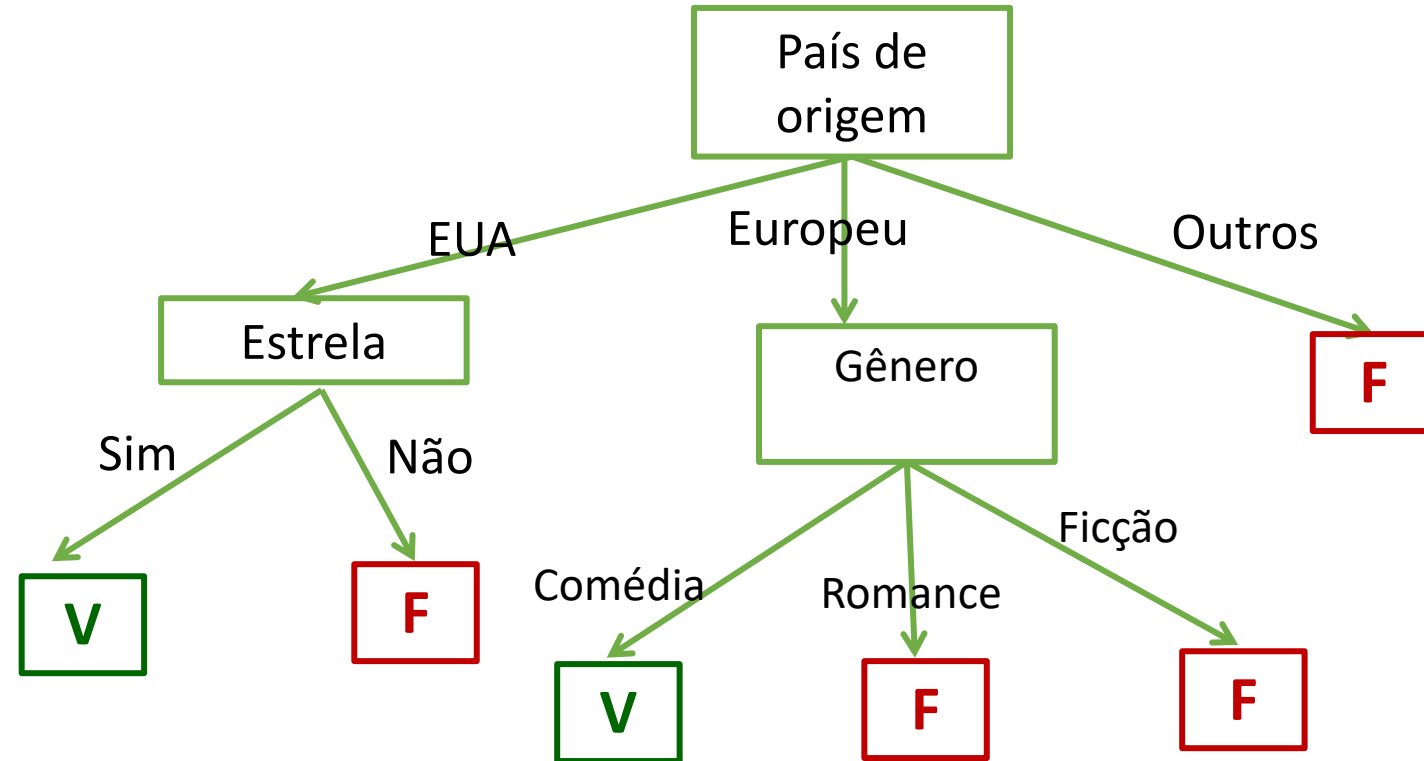 País de
origem
EUA
Europeu
Outros
Estrela
Gênero
F
Sim
Não
Ficção
Comédia
Romance
V
F
V
F
F